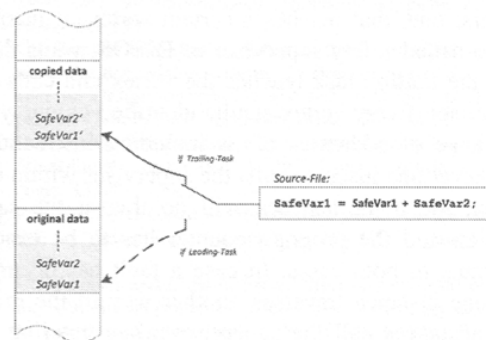 copied data
SafeVar2'
SafeVar1'
if Trailing-Task
Source-File:
SafeVar1 = SafeVar1 + SafeVar2;
original data
if Leading-Task
SafeVar2
SafeVar1